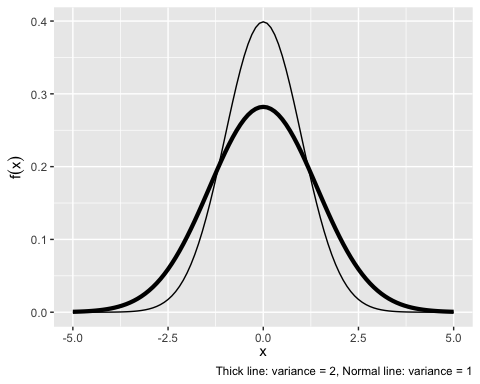 0.4
0.3
0.2
0.1
0.0
f(x)
-5.0 -2.5 0.0 2.5 5.0
x
Thick line: variance = 2, Normal line: variance = 1